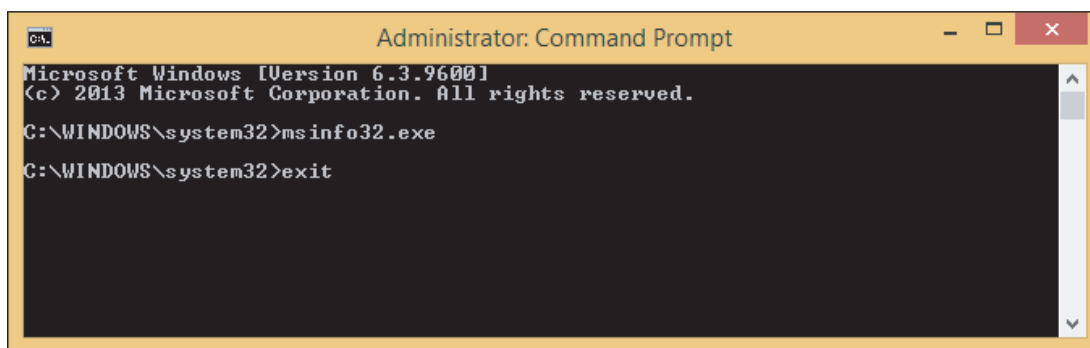 Administrator: Command Prompt
Microsoft Windows [Version 6.3.9600]
(c) 2013 Microsoft Corporation. All rights reserved.
C:\WINDOWS\system32>msinfo32.exe
C:\WINDOWS\system32>exit